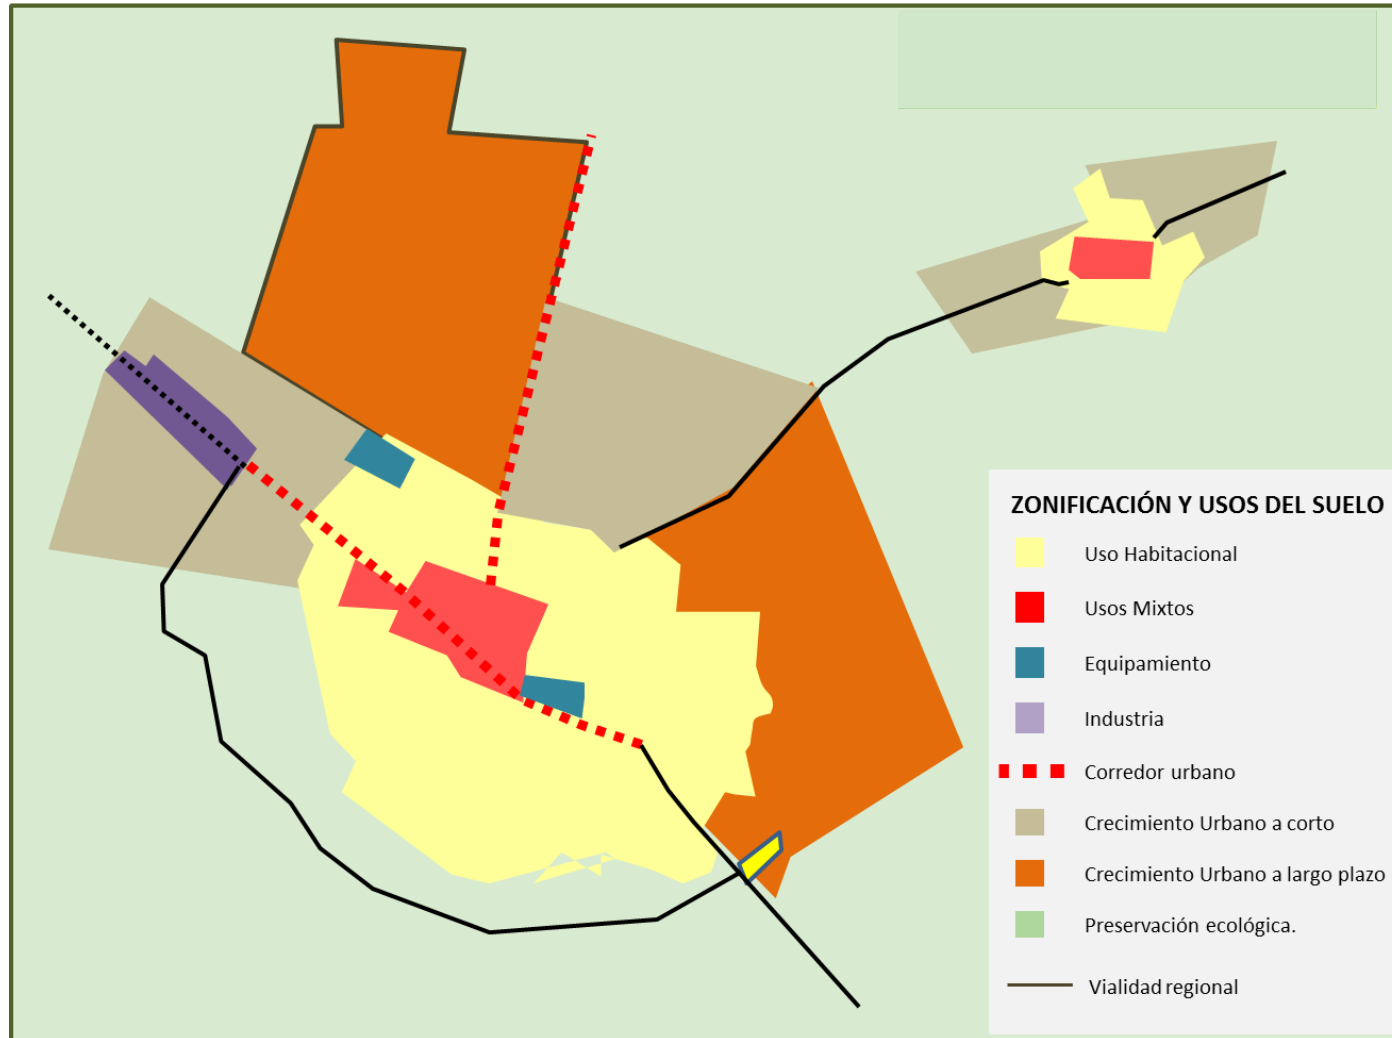 ZONIFICACIÓN Y USOS DEL SUELO
Uso Habitacional
Usos Mixtos
Equipamiento
Industria
Corredor urbano
Crecimiento Urbano a corto
Crecimiento Urbano a largo plazo
Preservación ecológica.
Vialidad regional